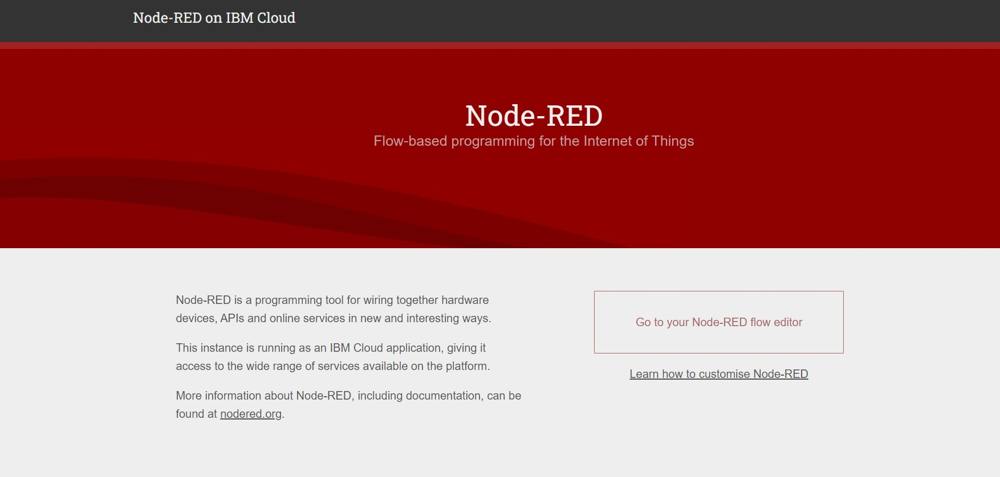 Node-RED on IBM Cloud
Node-RED
Flow-based programming for the Internet of Things
Node-RED is a programming tool for wiring together hardware
devices, APIs and online services in new and interesting ways.
This instance is running as an IBM Cloud application, giving it
access to the wide range of services available on the platform.
More information about Node-RED, including documentation, can be
found at nodered.org.
Go to your Node-RED flow editor
Learn how to customise Node-RED